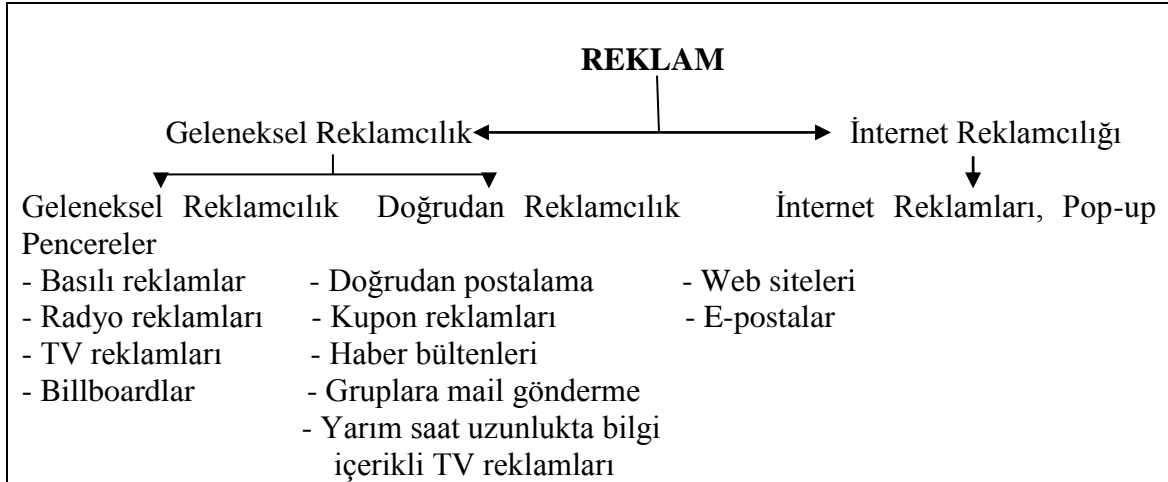 REKLAM
Geleneksel Reklamcılık İnternet Reklamcılığı
Geleneksel Reklamcılık Doğrudan Reklamcılık İnternet Reklamları, Pop-up
Pencereler
- Basılı reklamlar - Doğrudan postalama - Web siteleri
- Radyo reklamları - Kupon reklamları - E-postalar
- TV reklamları - Haber bültenleri
- Billboardlar - Gruplara mail gönderme
- Yarım saat uzunlukta bilgi
içerikli TV reklamları